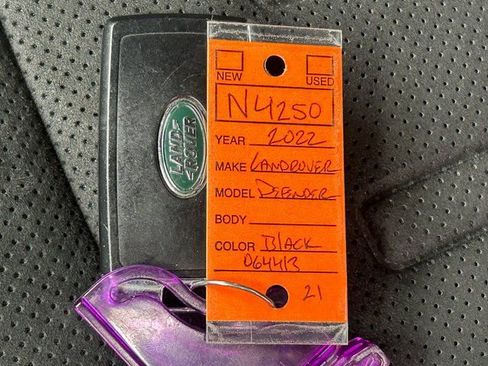 LAND
ROVER
NEW USED
N4250
YEAR 2022
MAKE LANDROVER
MODEL DEFENDER
BODY
COLOR BLACK
064413
21